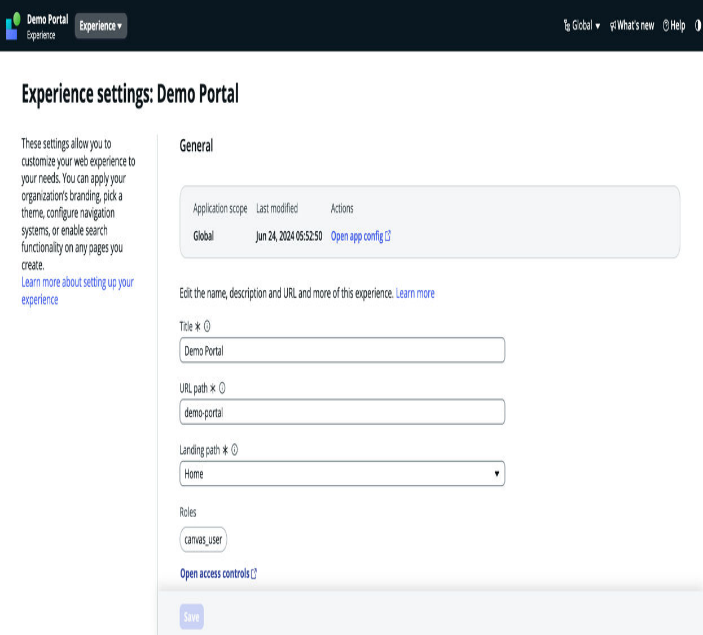 Demo Portal
Experience
Experience ▾
Global ▾
What's new
Help
Experience settings: Demo Portal
These settings allow you to
customize your web experience to
your needs. You can apply your
organization's branding, pick a
theme, configure navigation
systems, or enable search
functionality on any pages you
create.
Learn more about setting up your
experience
General
Application scope Last modified Actions
Global Jun 24, 2024 05:52:50 Open app config
Edit the name, description and URL and more of this experience. Learn more
Title *
Demo Portal
URL path *
demo-portal
Landing path *
Home
Roles
canvas_user
Open access controls
Save